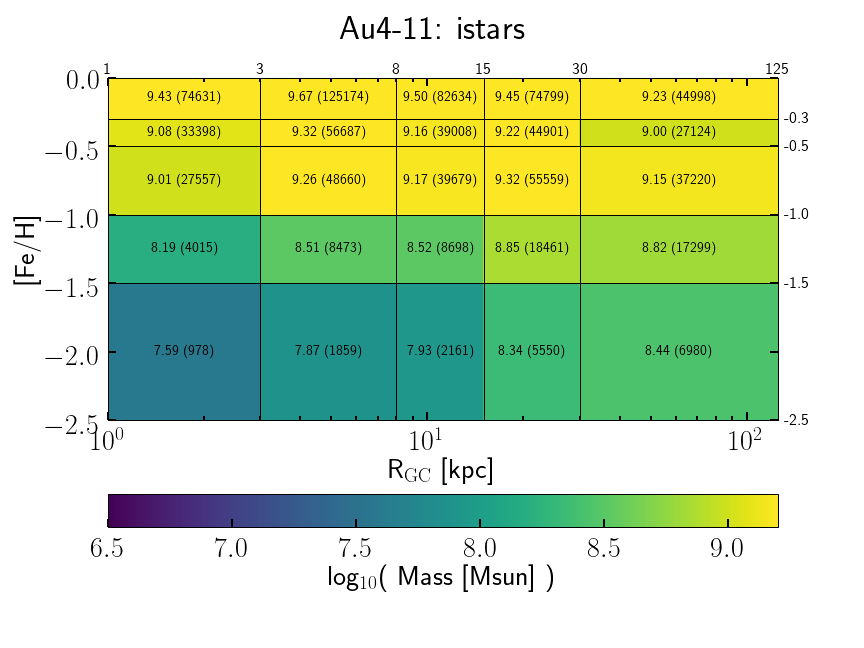 Au4-11: istars
1 3 8 15 30 125
0.0
9.43 (74631) 9.67 (125174) 9.50 (82634) 9.45 (74799) 9.23 (44998)
-0.3
9.08 (33398) 9.32 (56687) 9.16 (39008) 9.22 (44901) 9.00 (27124)
−0.5 -0.5
9.01 (27557) 9.26 (48660) 9.17 (39679) 9.32 (55559) 9.15 (37220)
−1.0 -1.0
[Fe/H]
8.19 (4015) 8.51 (8473) 8.52 (8698) 8.85 (18461) 8.82 (17299)
−1.5 -1.5
−2.0
7.59 (978) 7.87 (1859) 7.93 (2161) 8.34 (5550) 8.44 (6980)
−2.5 -2.5
10⁰ 10¹ 10²
R_GC [kpc]
6.5 7.0 7.5 8.0 8.5 9.0
log₁₀( Mass [Msun] )